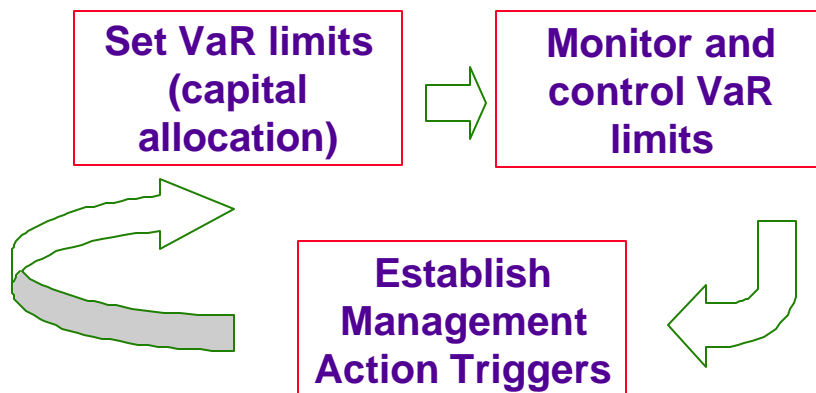 Set VaR limits
(capital
allocation)
Monitor and
control VaR
limits
Establish
Management
Action Triggers